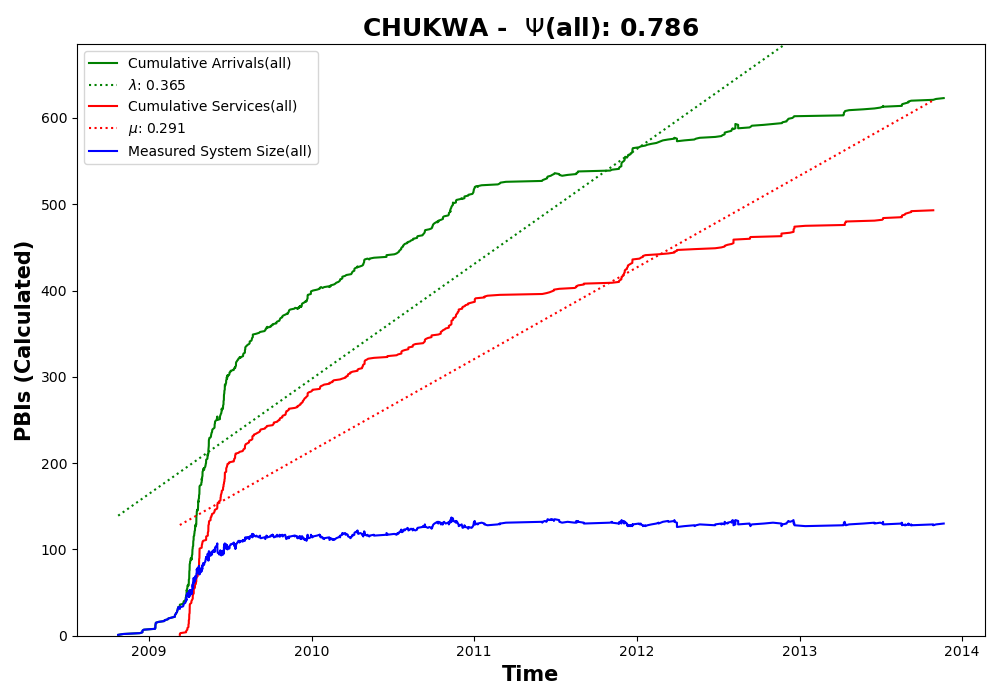 CHUKWA - Ψ(all): 0.786
Cumulative Arrivals(all)
λ: 0.365
Cumulative Services(all)
μ: 0.291
Measured System Size(all)
PBIs (Calculated)
600
500
400
300
200
100
0
2009 2010 2011 2012 2013 2014
Time